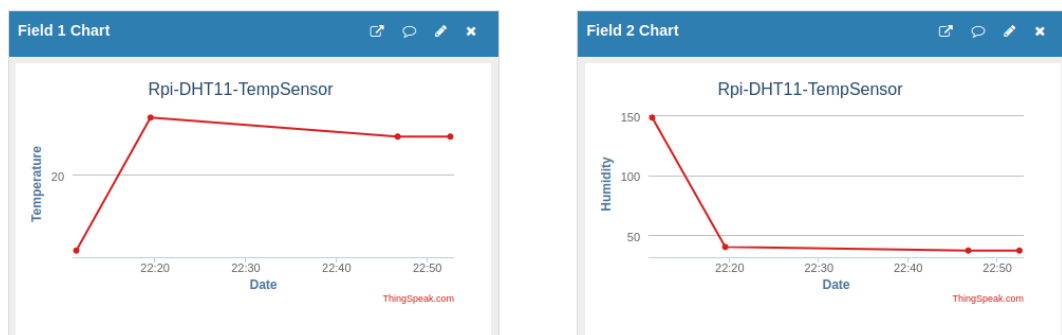 Field 1 Chart
Rpi-DHT11-TempSensor
Temperature
20
22:20 22:30 22:40 22:50
Date
ThingSpeak.com
Field 2 Chart
Rpi-DHT11-TempSensor
Humidity
150
100
50
22:20 22:30 22:40 22:50
Date
ThingSpeak.com